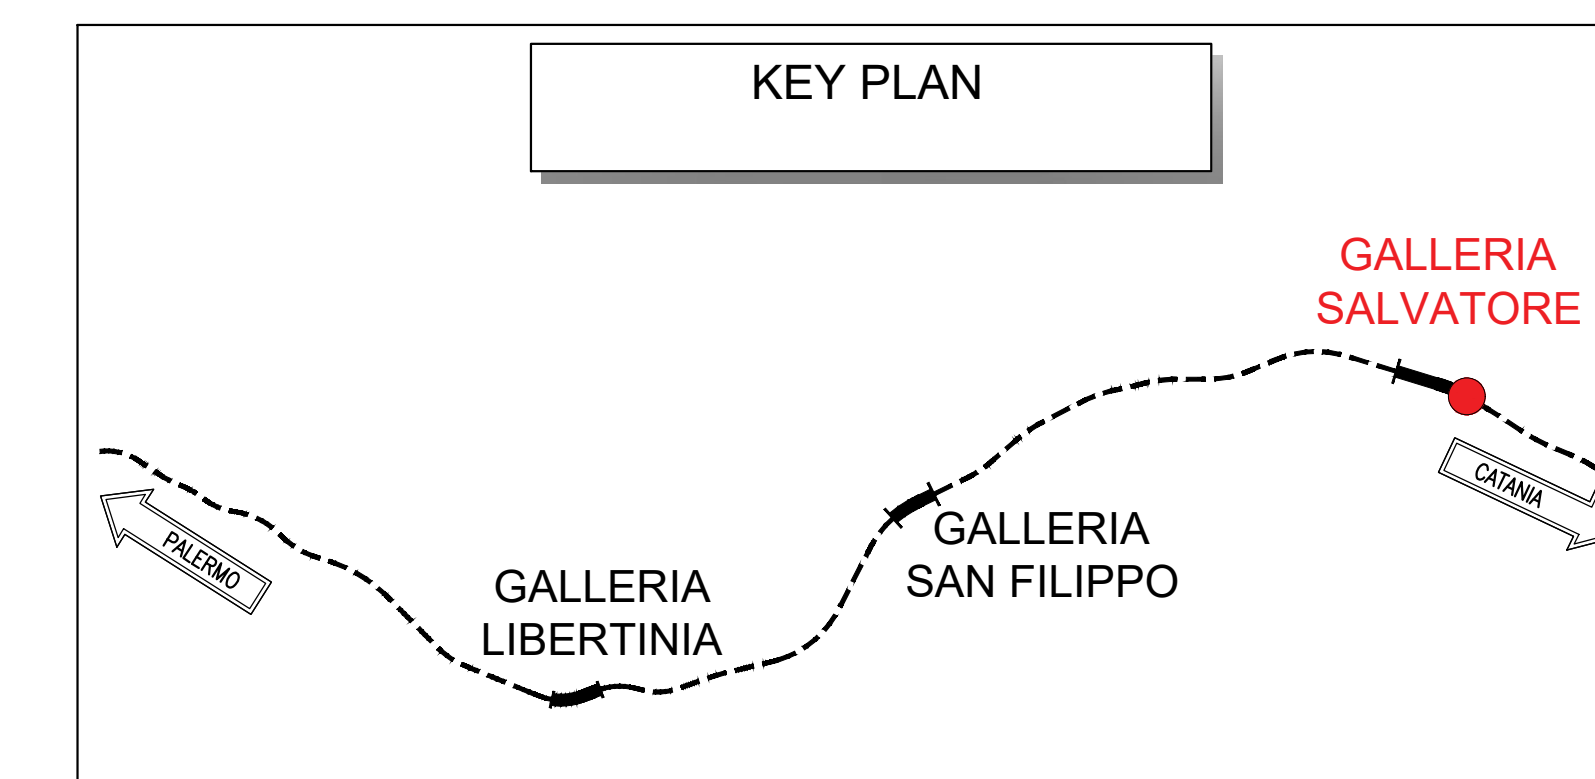 KEY PLAN
GALLERIA
SALVATORE
CATANIA
PALERMO
GALLERIA
SAN FILIPPO
GALLERIA
LIBERTINIA